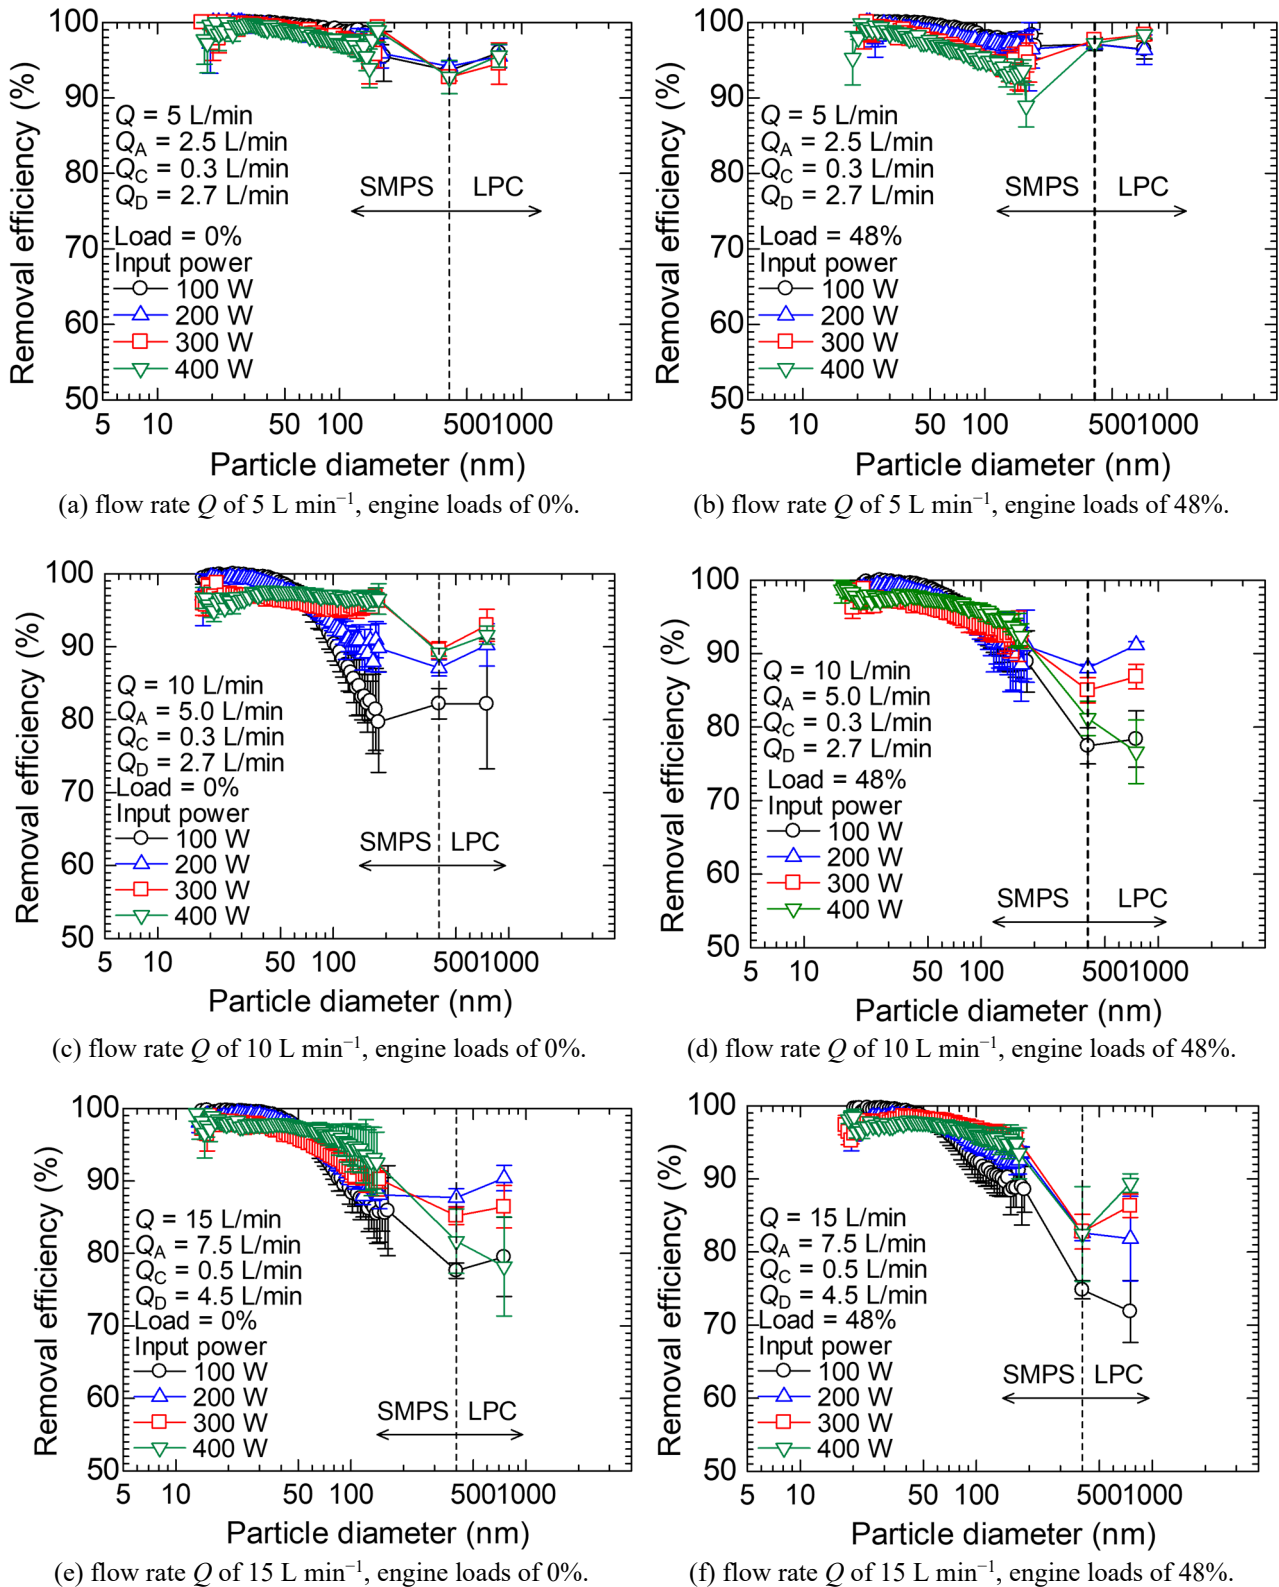 100
90
80
70
60
50
Removal efficiency (%)
Q = 5 L/min
QA = 2.5 L/min
QC = 0.3 L/min
QD = 2.7 L/min
SMPS LPC
Load = 0%
Input power
100 W
200 W
300 W
400 W
5 10 50 100 500 1000
Particle diameter (nm)
(a) flow rate Q of 5 L min⁻¹, engine loads of 0%.
100
90
80
70
60
50
Removal efficiency (%)
Q = 5 L/min
QA = 2.5 L/min
QC = 0.3 L/min
QD = 2.7 L/min
SMPS LPC
Load = 48%
Input power
100 W
200 W
300 W
400 W
5 10 50 100 500 1000
Particle diameter (nm)
(b) flow rate Q of 5 L min⁻¹, engine loads of 48%.
100
90
80
70
60
50
Removal efficiency (%)
Q = 10 L/min
QA = 5.0 L/min
QC = 0.3 L/min
QD = 2.7 L/min
Load = 0%
Input power
100 W
200 W
300 W
400 W
SMPS LPC
5 10 50 100 500 1000
Particle diameter (nm)
(c) flow rate Q of 10 L min⁻¹, engine loads of 0%.
100
90
80
70
60
50
Removal efficiency (%)
Q = 10 L/min
QA = 5.0 L/min
QC = 0.3 L/min
QD = 2.7 L/min
Load = 48%
Input power
100 W
200 W
300 W
400 W
SMPS LPC
5 10 50 100 500 1000
Particle diameter (nm)
(d) flow rate Q of 10 L min⁻¹, engine loads of 48%.
100
90
80
70
60
50
Removal efficiency (%)
Q = 15 L/min
QA = 7.5 L/min
QC = 0.5 L/min
QD = 4.5 L/min
Load = 0%
Input power
100 W
200 W
300 W
400 W
SMPS LPC
5 10 50 100 500 1000
Particle diameter (nm)
(e) flow rate Q of 15 L min⁻¹, engine loads of 0%.
100
90
80
70
60
50
Removal efficiency (%)
Q = 15 L/min
QA = 7.5 L/min
QC = 0.5 L/min
QD = 4.5 L/min
Load = 48%
Input power
100 W
200 W
300 W
400 W
SMPS LPC
5 10 50 100 500 1000
Particle diameter (nm)
(f) flow rate Q of 15 L min⁻¹, engine loads of 48%.